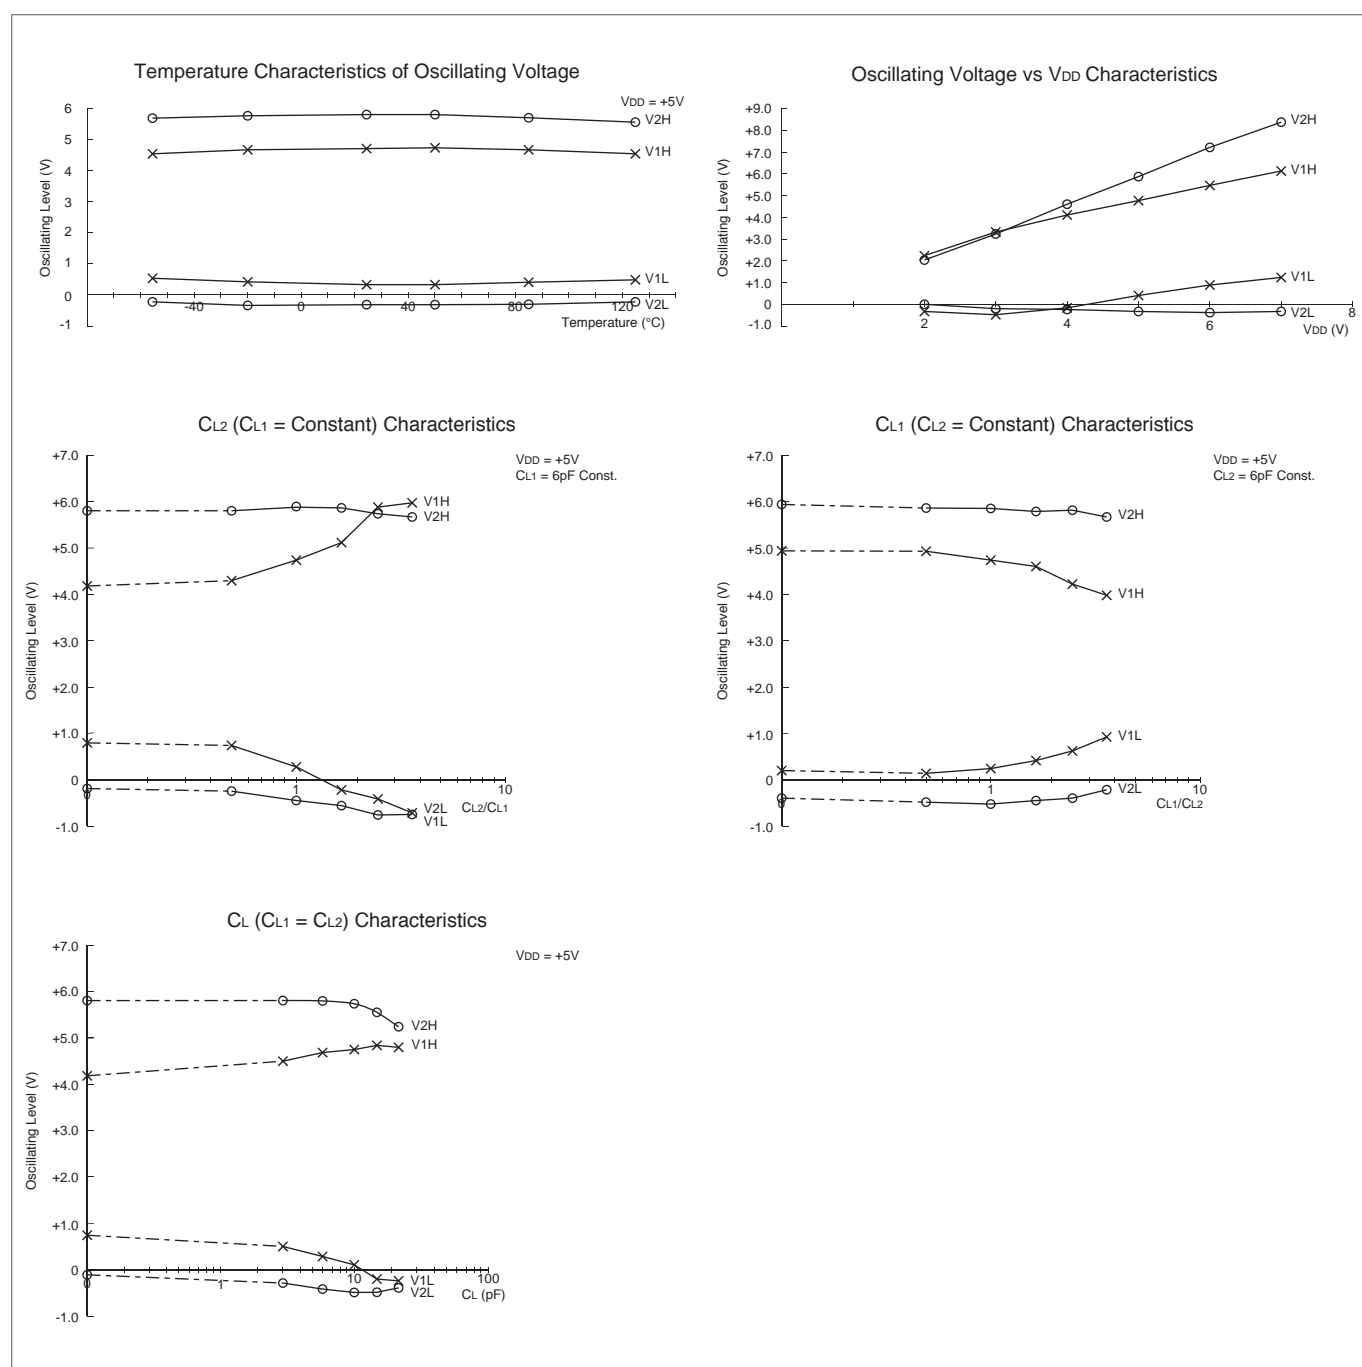 Temperature Characteristics of Oscillating Voltage
VDD = +5V
6
5
4
3
2
1
0
-1
Oscillating Level (V)
-40
0
40
80
120
Temperature (°C)
V2H
V1H
V1L
V2L
Oscillating Voltage vs VDD Characteristics
+9.0
+8.0
+7.0
+6.0
+5.0
+4.0
+3.0
+2.0
+1.0
0
-1.0
Oscillating Level (V)
2
4
6
8
VDD (V)
V2H
V1H
V1L
V2L
CL2 (CL1 = Constant) Characteristics
VDD = +5V
CL1 = 6pF Const.
+7.0
+6.0
+5.0
+4.0
+3.0
+2.0
+1.0
0
-1.0
Oscillating Level (V)
0
1
10
CL2/CL1
V1H
V2H
V2L
V1L
CL1 (CL2 = Constant) Characteristics
VDD = +5V
CL2 = 6pF Const.
+7.0
+6.0
+5.0
+4.0
+3.0
+2.0
+1.0
0
-1.0
Oscillating Level (V)
0
1
10
CL1/CL2
V2H
V1H
V1L
V2L
CL (CL1 = CL2) Characteristics
VDD = +5V
+7.0
+6.0
+5.0
+4.0
+3.0
+2.0
+1.0
0
-1.0
Oscillating Level (V)
0
1
10
100
CL (pF)
V2H
V1H
V1L
V2L